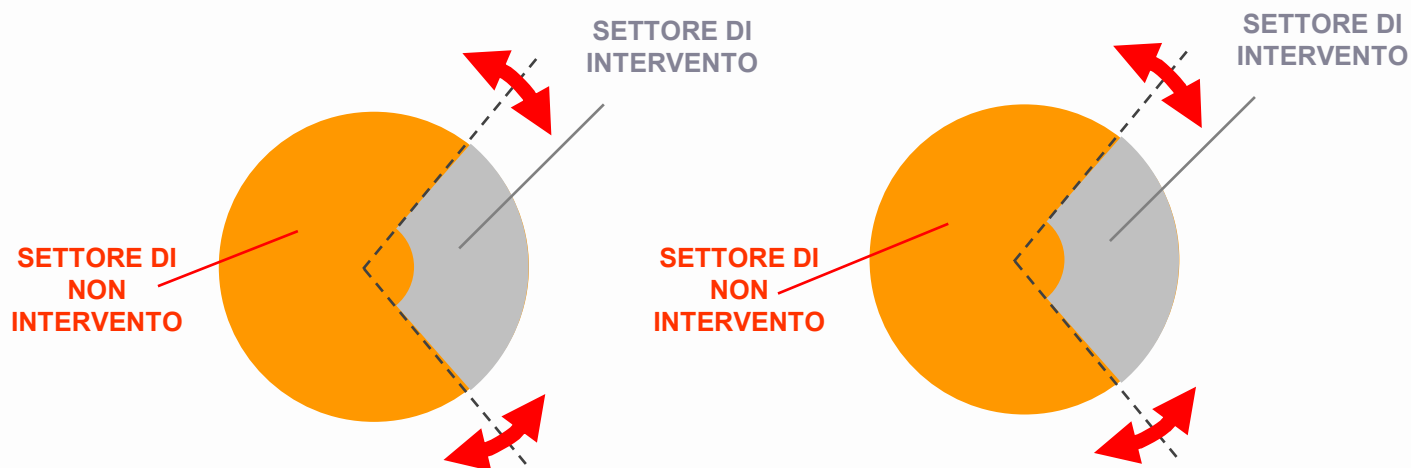 SETTORE DI
INTERVENTO
SETTORE DI
NON
INTERVENTO
SETTORE DI
INTERVENTO
SETTORE DI
NON
INTERVENTO